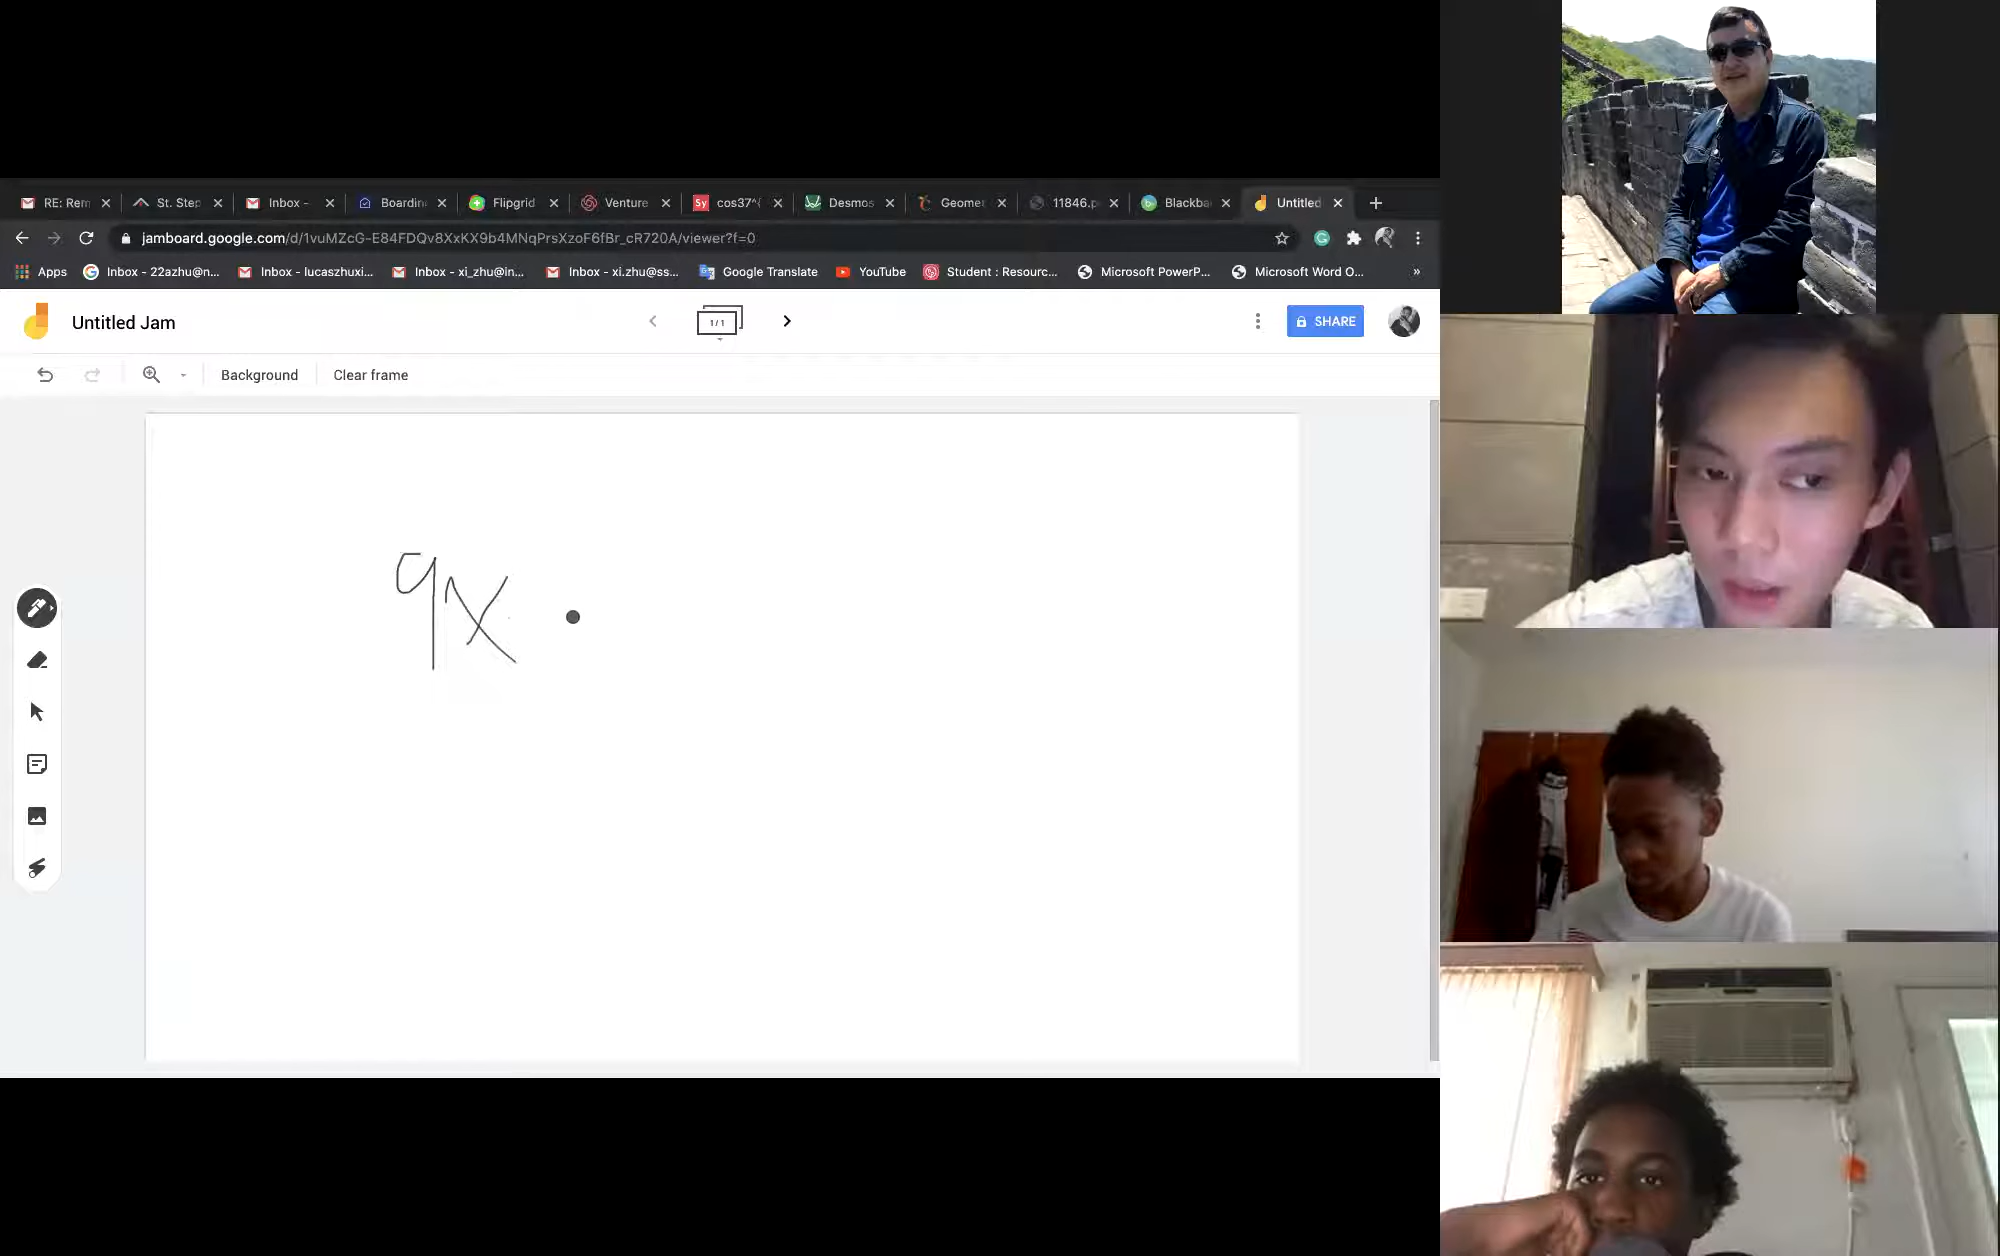 RE: Rem
St. Step
Inbox -
Boardin
Flipgrid
Venture
Sy cos37^(
Desmos
Geomet
11846.p
Blackba
Untitled
jamboard.google.com/d/1vuMZcG-E84FDQv8XxKX9b4MNqPrsXzoF6fBr_cR720A/viewer?f=0
Apps
Inbox - 22azhu@n...
Inbox - lucaszhuxi...
Inbox - xi_zhu@in...
Inbox - xi.zhu@ss...
Google Translate
YouTube
Student : Resourc...
Microsoft PowerP...
Microsoft Word O...
»
Untitled Jam
1/1
SHARE
Background
Clear frame
9x